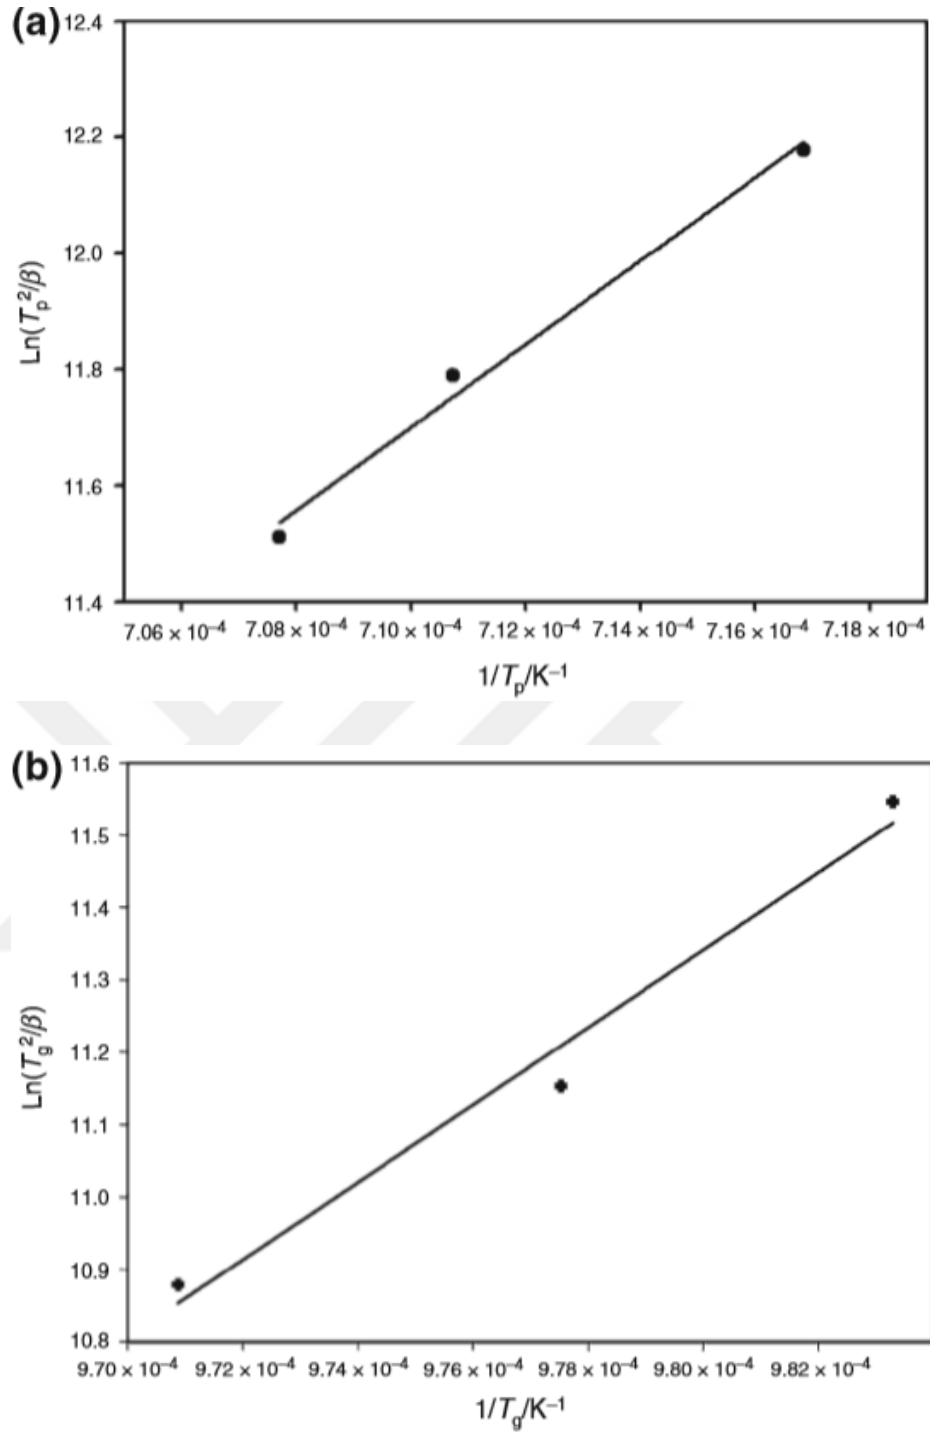 (a)
12.4
12.2
12.0
11.8
11.6
11.4
Ln(Tp²/β)
7.06 × 10⁻⁴ 7.08 × 10⁻⁴ 7.10 × 10⁻⁴ 7.12 × 10⁻⁴ 7.14 × 10⁻⁴ 7.16 × 10⁻⁴ 7.18 × 10⁻⁴
1/Tp/K⁻¹
(b)
11.6
11.5
11.4
11.3
11.2
11.1
11.0
10.9
10.8
Ln(Tg²/β)
9.70 × 10⁻⁴ 9.72 × 10⁻⁴ 9.74 × 10⁻⁴ 9.76 × 10⁻⁴ 9.78 × 10⁻⁴ 9.80 × 10⁻⁴ 9.82 × 10⁻⁴
1/Tg/K⁻¹